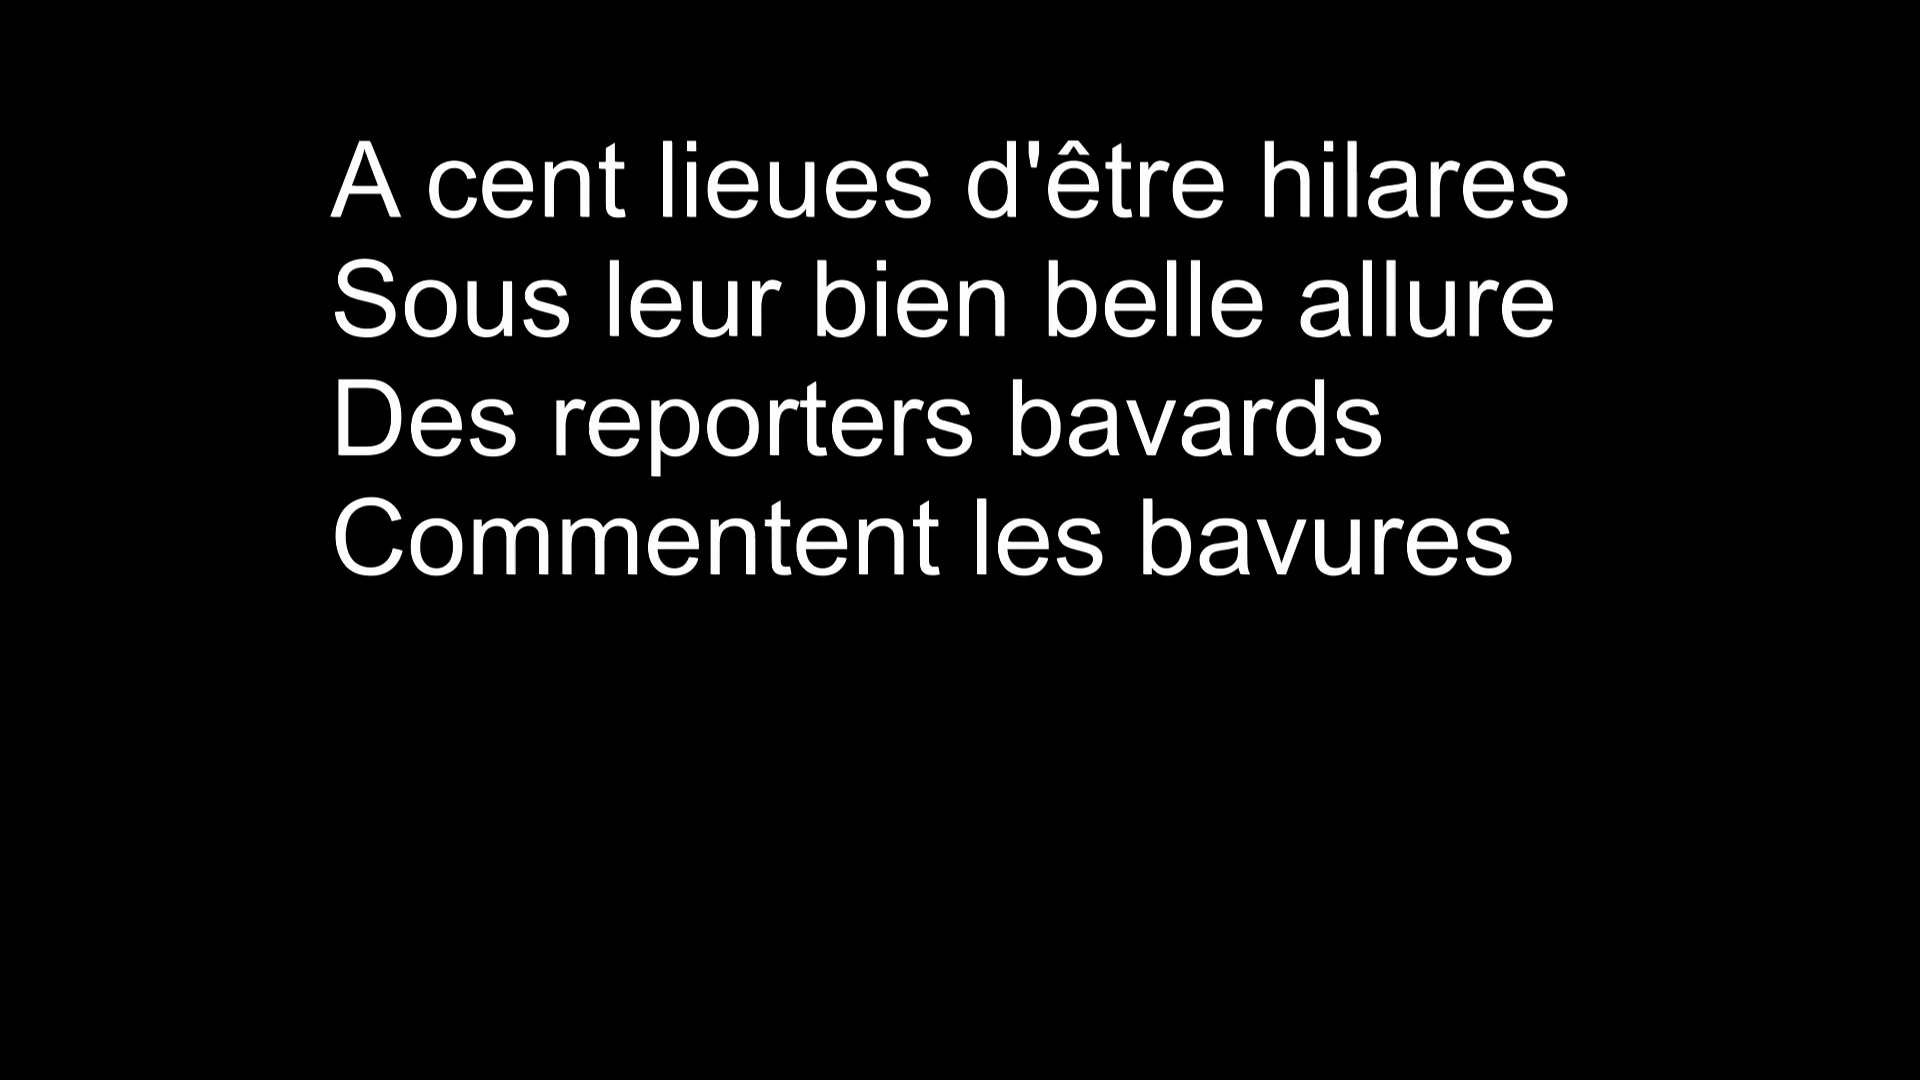 A cent lieues d'être hilares
Sous leur bien belle allure
Des reporters bavards
Commentent les bavures